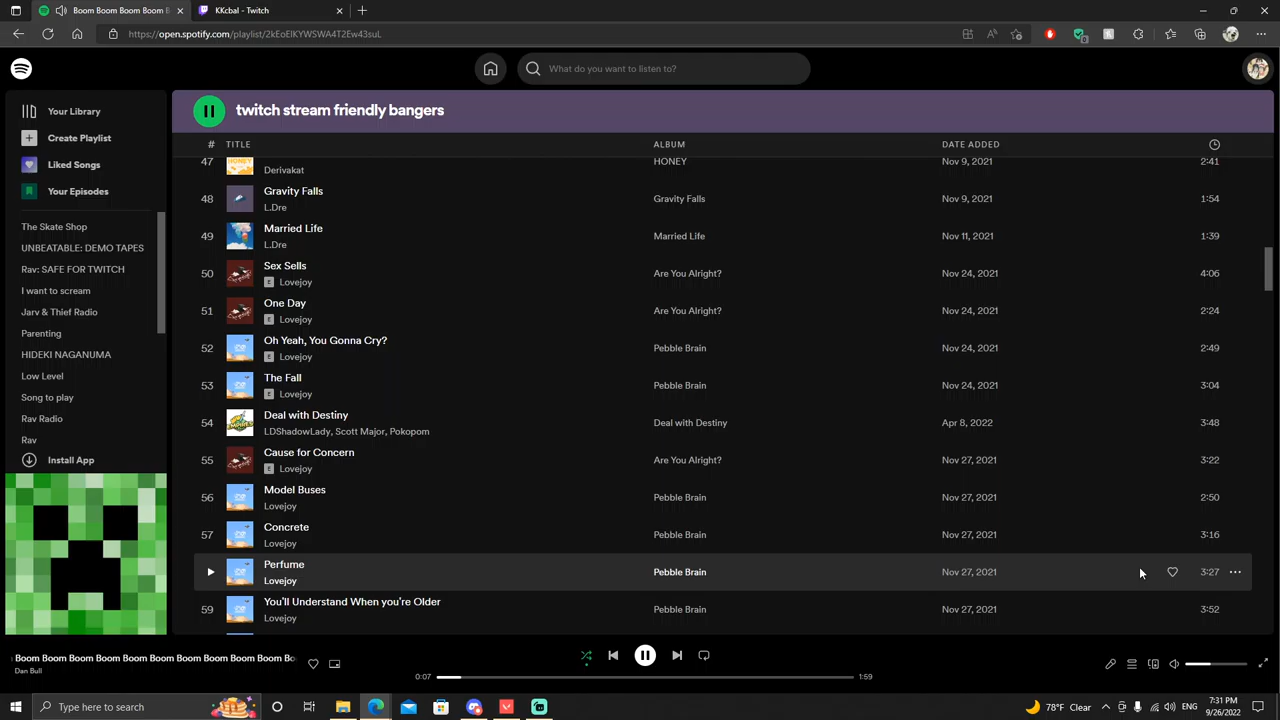 Boom Boom Boom Boom B
KKcbal - Twitch
https://open.spotify.com/playlist/2kEoElKYWSWA4T2Ew43suL
What do you want to listen to?
Your Library
Create Playlist
Liked Songs
Your Episodes
The Skate Shop
UNBEATABLE: DEMO TAPES
Rav: SAFE FOR TWITCH
I want to scream
Jarv & Thief Radio
Parenting
HIDEKI NAGANUMA
Low Level
Song to play
Rav Radio
Rav
Install App
twitch stream friendly bangers
# TITLE ALBUM DATE ADDED
47 HONEY Nov 9, 2021 2:41
Derivakat
48 Gravity Falls Gravity Falls Nov 9, 2021 1:54
L.Dre
49 Married Life Married Life Nov 11, 2021 1:39
L.Dre
50 Sex Sells Are You Alright? Nov 24, 2021 4:06
E Lovejoy
51 One Day Are You Alright? Nov 24, 2021 2:24
E Lovejoy
52 Oh Yeah, You Gonna Cry? Pebble Brain Nov 24, 2021 2:49
E Lovejoy
53 The Fall Pebble Brain Nov 24, 2021 3:04
E Lovejoy
54 Deal with Destiny Deal with Destiny Apr 8, 2022 3:48
LDShadowLady, Scott Major, Pokopom
55 Cause for Concern Are You Alright? Nov 27, 2021 3:22
E Lovejoy
56 Model Buses Pebble Brain Nov 27, 2021 2:50
Lovejoy
57 Concrete Pebble Brain Nov 27, 2021 3:16
Lovejoy
Perfume Pebble Brain Nov 27, 2021 3:27
Lovejoy
59 You'll Understand When you're Older Pebble Brain Nov 27, 2021 3:52
Lovejoy
Boom Boom Boom Boom Boom Boom Boom Boom Boom Bo
Dan Bull
0:07 1:59
Type here to search
78°F Clear
ENG
7:31 PM
9/26/2022